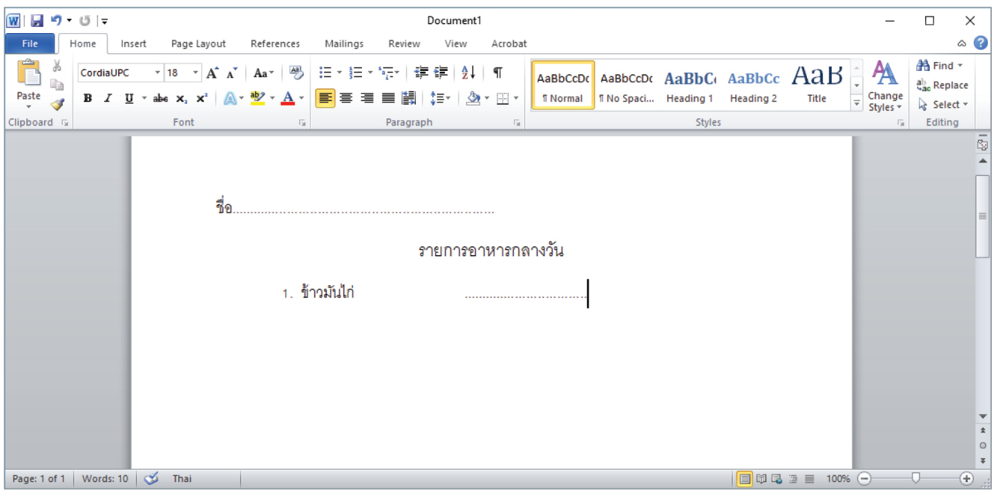 Document1
File Home Insert Page Layout References Mailings Review View Acrobat
CordiaUPC 18 A A Aa AB A Z ¶ AaBbCcDc AaBbCcDc AaBbC AaBbCc AaB Find
Paste B I U abc X₂ X² A ab A ¶ Normal ¶ No Spaci... Heading 1 Heading 2 Title Change Styles Replace
Select
Clipboard Font Paragraph Styles Editing
ชื่อ..........................................................................
รายการอาหารกลางวัน
1. ข้าวมันไก่ ..................................
Page: 1 of 1 Words: 10 Thai 100%